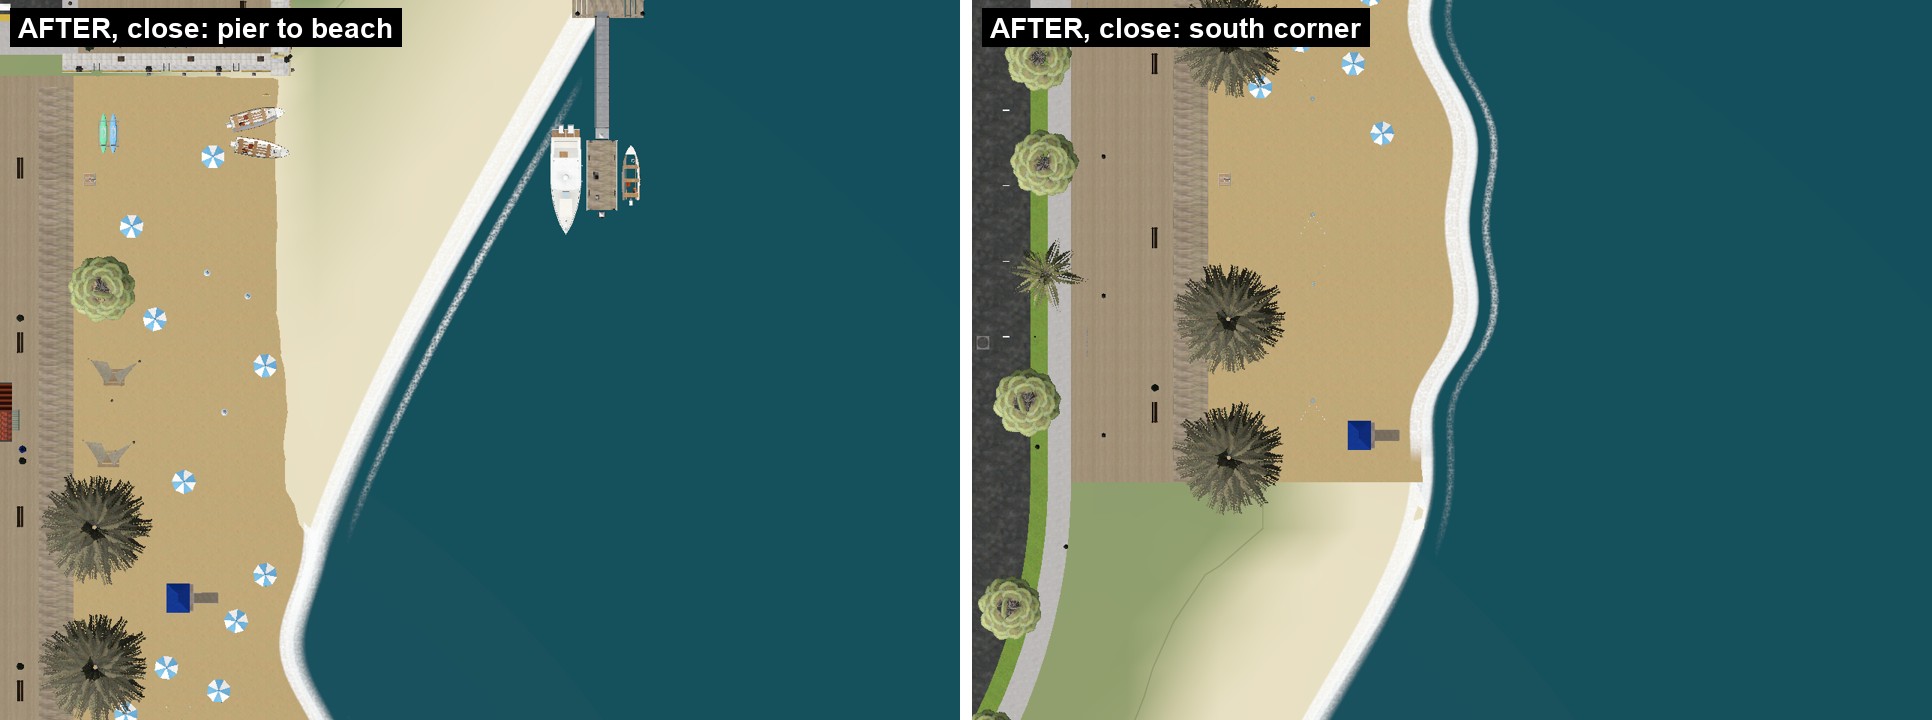 AFTER, close: pier to beach
AFTER, close: south corner